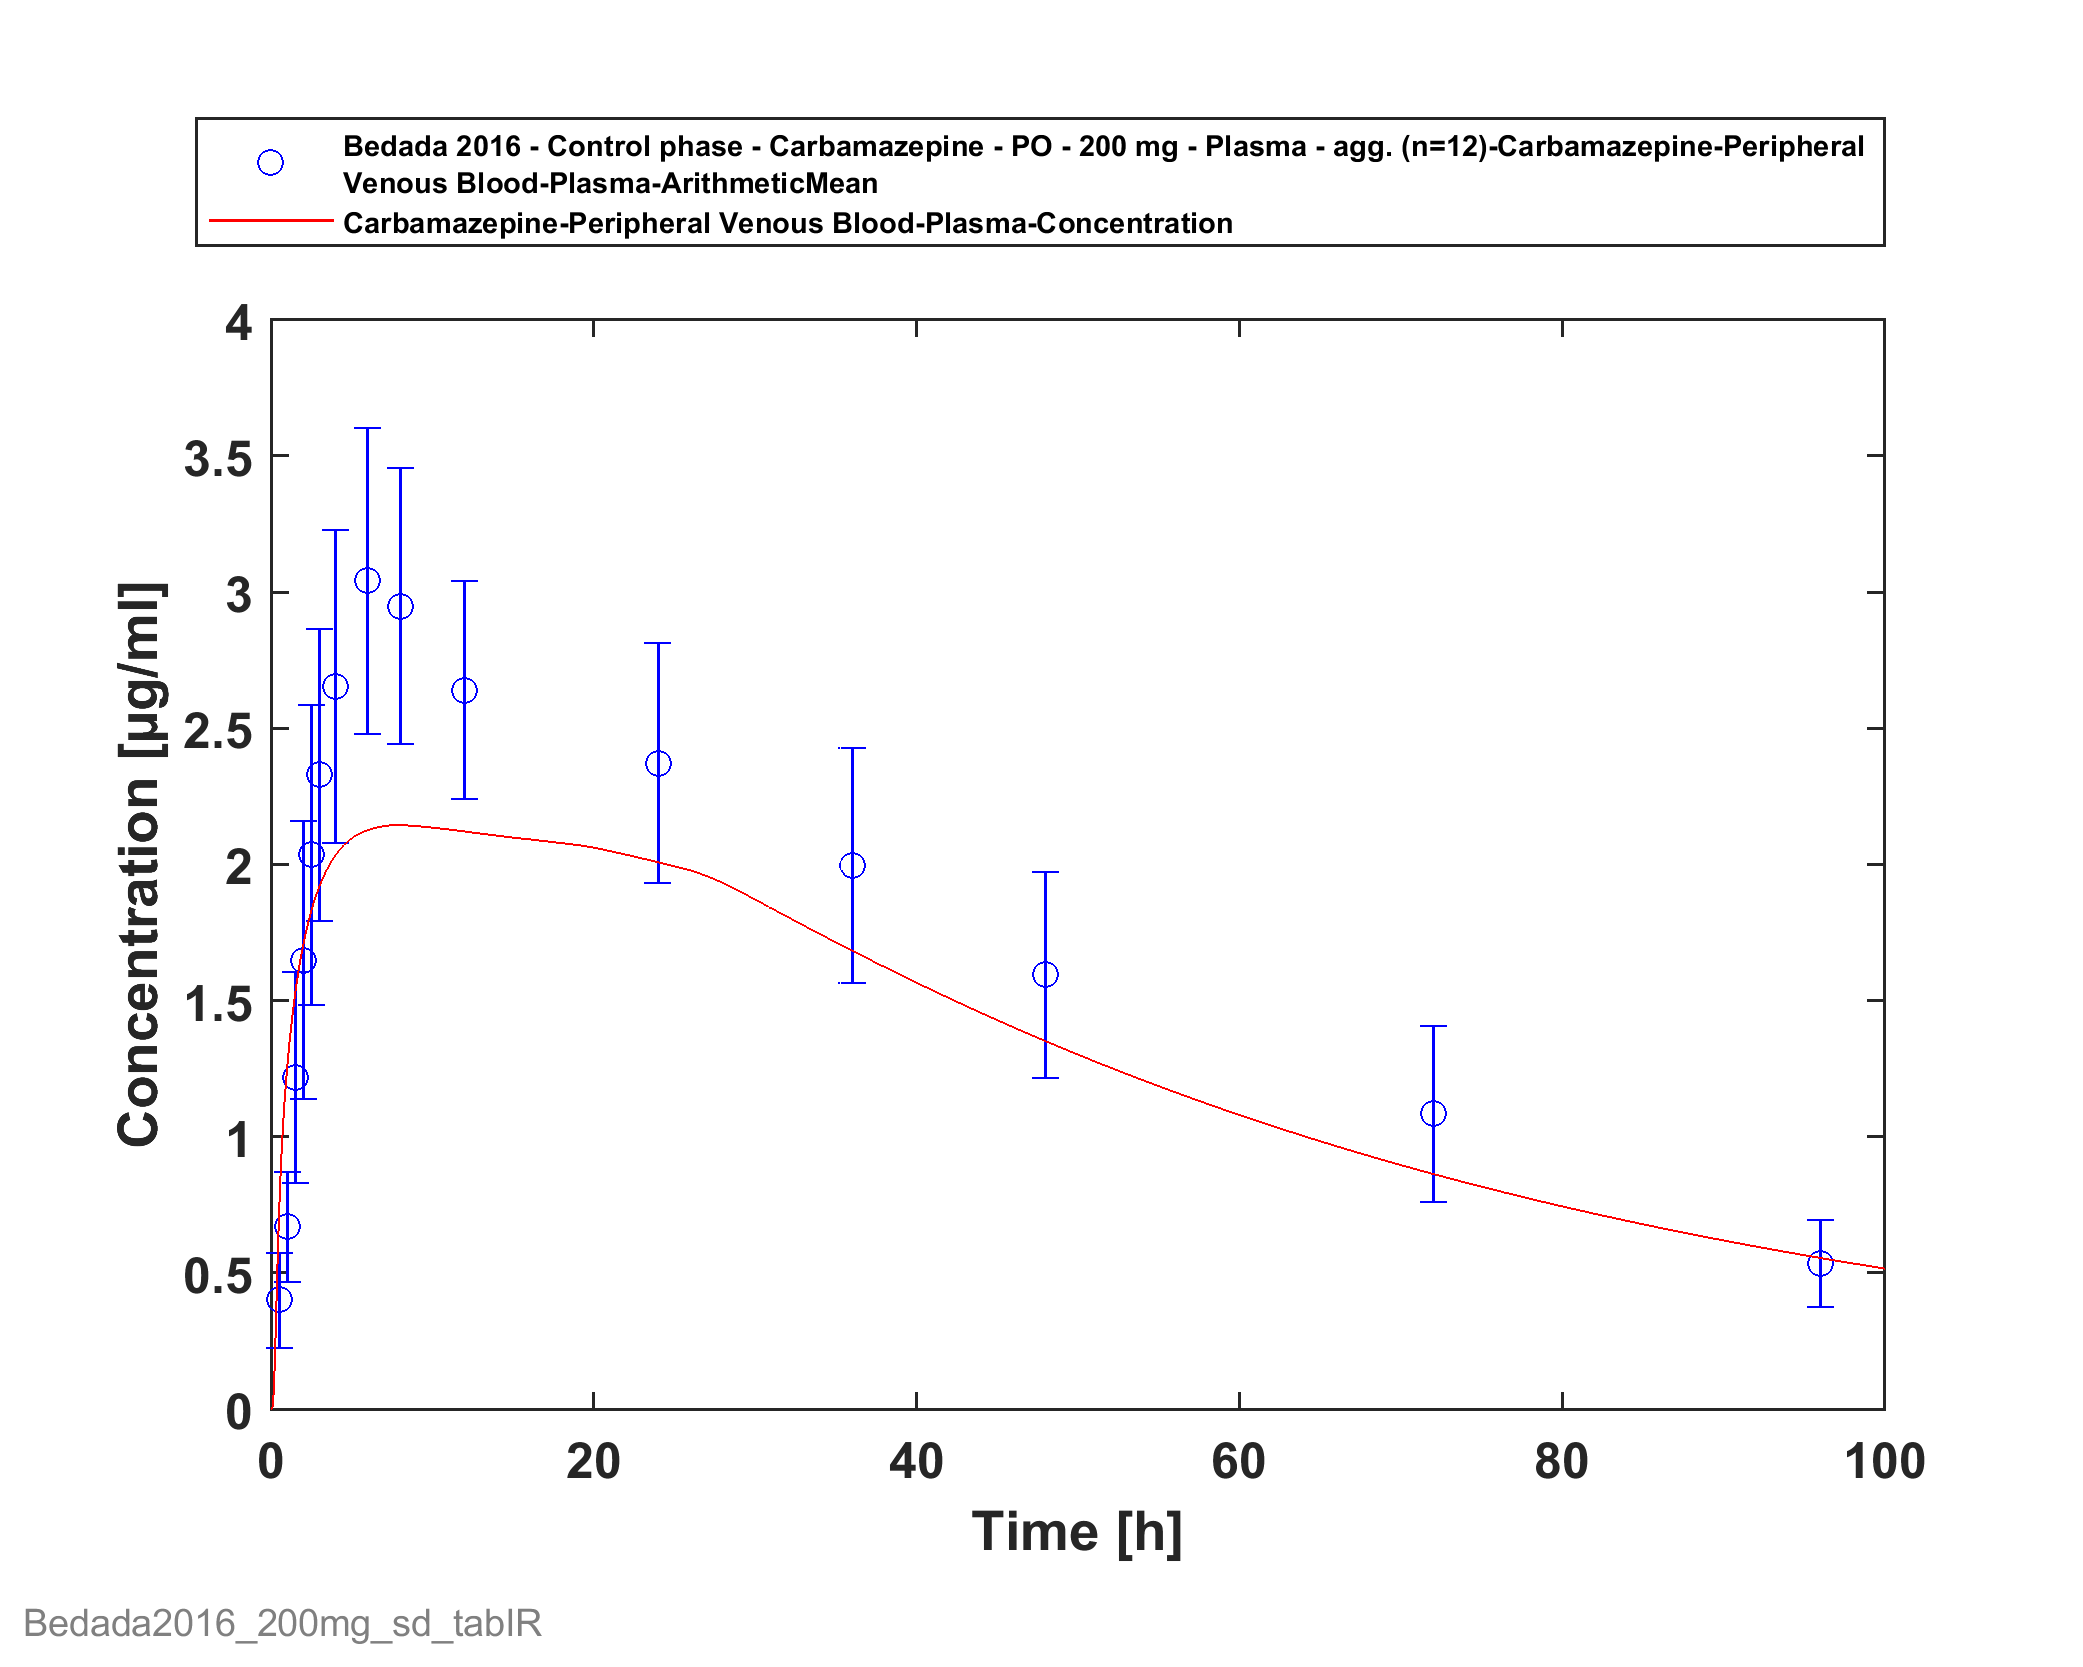 Bedada 2016 - Control phase - Carbamazepine - PO - 200 mg - Plasma - agg. (n=12)-Carbamazepine-Peripheral
Venous Blood-Plasma-ArithmeticMean
Carbamazepine-Peripheral Venous Blood-Plasma-Concentration
4
3.5
3
2.5
2
1.5
1
0.5
0
Concentration [µg/ml]
0 20 40 60 80 100
Time [h]
Bedada2016_200mg_sd_tablR